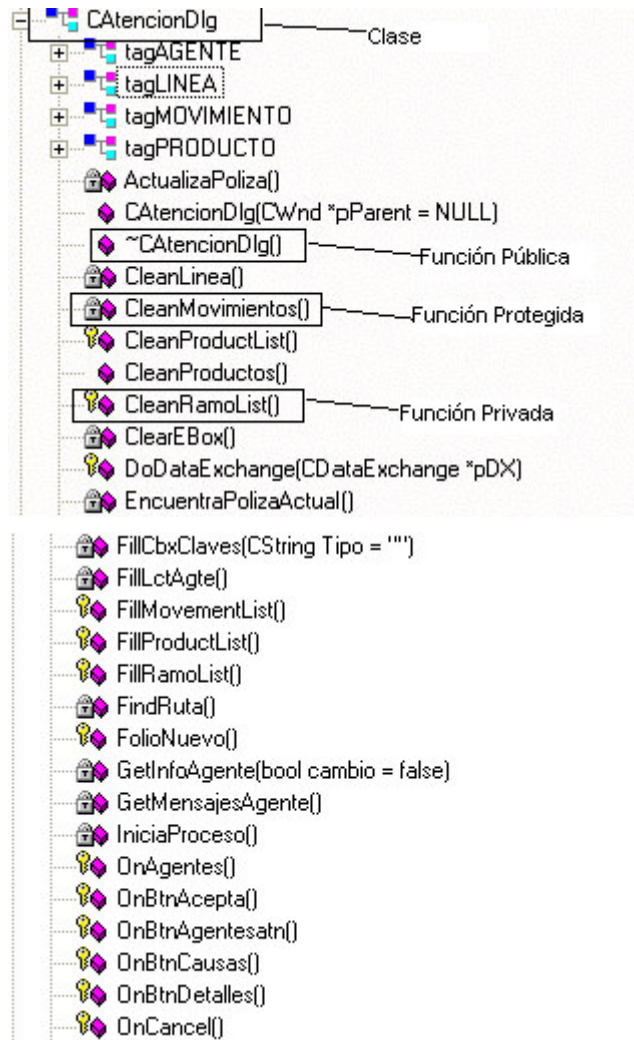 CAtencionDlg
Clase
tagAGENTE
tagLINEA
tagMOVIMIENTO
tagPRODUCTO
ActualizaPoliza()
CAtencionDlg(CWnd *pParent = NULL)
~CAtencionDlg()
Función Pública
CleanLinea()
CleanMovimientos()
Función Protegida
CleanProductList()
CleanProductos()
CleanRamoList()
Función Privada
ClearEBox()
DoDataExchange(CDataExchange *pDX)
EncuentraPolizaActual()
FillCbxClaves(CString Tipo = "")
FillLctAgte()
FillMovementList()
FillProductList()
FillRamoList()
FindRuta()
FolioNuevo()
GetInfoAgente(bool cambio = false)
GetMensajesAgente()
IniciaProceso()
OnAgentes()
OnBtnAcepta()
OnBtnAgentesatn()
OnBtnCausas()
OnBtnDetalles()
OnCancel()